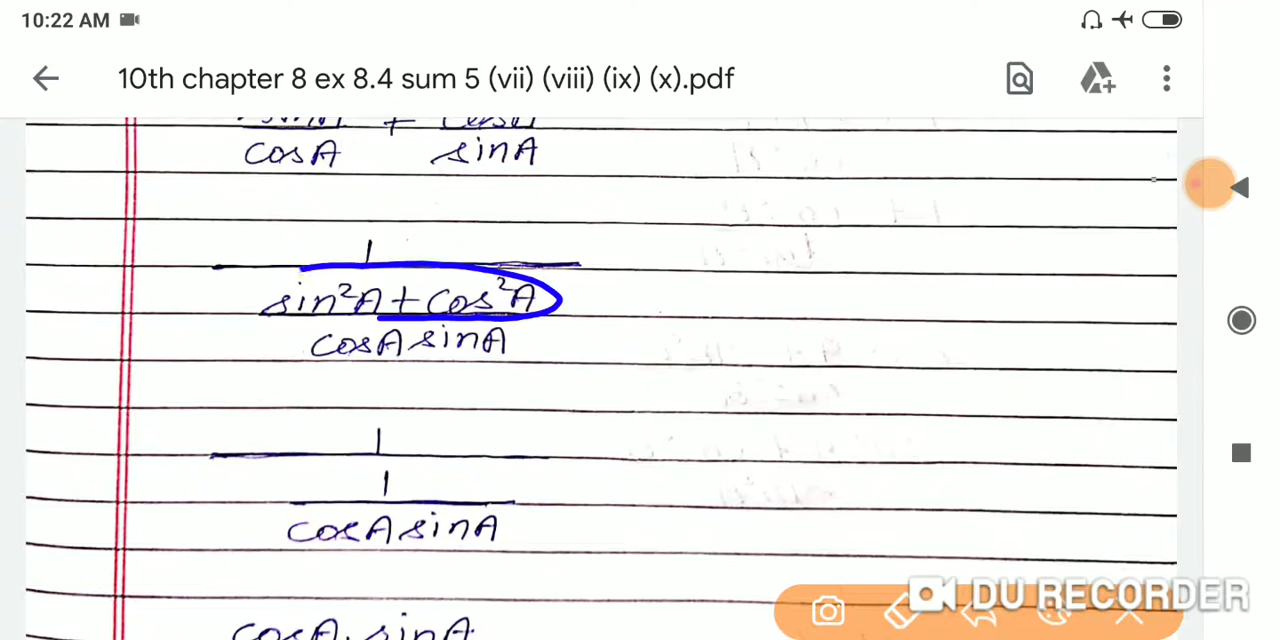 10:22 AM
10th chapter 8 ex 8.4 sum 5 (vii) (viii) (ix) (x).pdf
+
cosA sinA
1
sin²A + cos²A
cosA sinA
1
1
cosA sinA
cosA. sinA
DU RECORDER